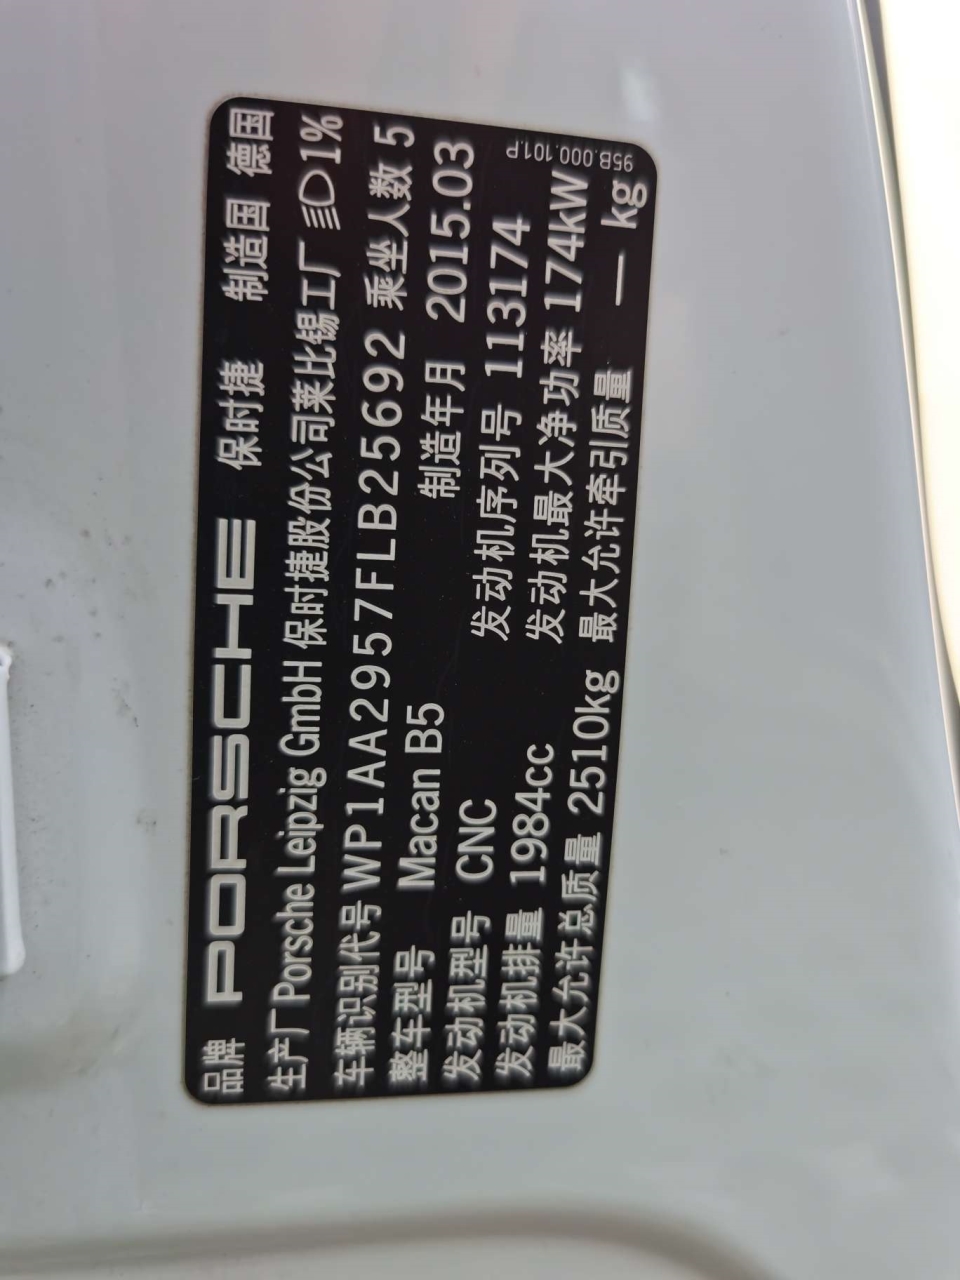 品牌 PORSCHE 保时捷 制造国 德国
生产厂 Porsche Leipzig GmbH 保时捷股份公司莱比锡工厂 1%
车辆识别代号 WP1AA2957FLB25692 乘坐人数 5
整车型号 Macan B5 制造年月 2015.03
发动机型号 CNC 发动机序列号 113174
发动机排量 1984cc 发动机最大净功率 174kW
最大允许总质量 2510kg 最大允许牵引质量 — kg
95B.000.101.P